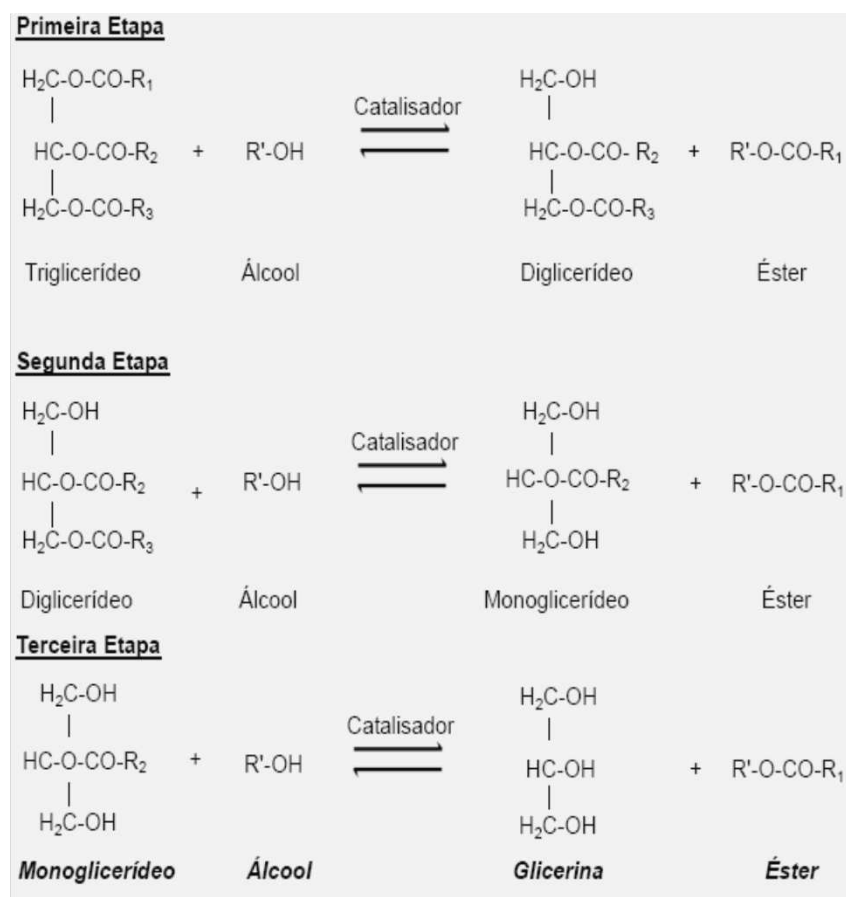 Primeira Etapa
H₂C-O-CO-R₁
H₂C-OH
Catalisador
HC-O-CO-R₂ + R'-OH HC-O-CO- R₂ + R'-O-CO-R₁
H₂C-O-CO-R₃ H₂C-O-CO-R₃
Triglicerídeo Álcool Diglicerídeo Éster
Segunda Etapa
H₂C-OH H₂C-OH
Catalisador
HC-O-CO-R₂ + R'-OH HC-O-CO-R₂ + R'-O-CO-R₁
H₂C-O-CO-R₃ H₂C-OH
Diglicerídeo Álcool Monoglicerídeo Éster
Terceira Etapa
H₂C-OH H₂C-OH
Catalisador
HC-O-CO-R₂ + R'-OH HC-OH + R'-O-CO-R₁
H₂C-OH H₂C-OH
Monoglicerídeo Álcool Glicerina Éster